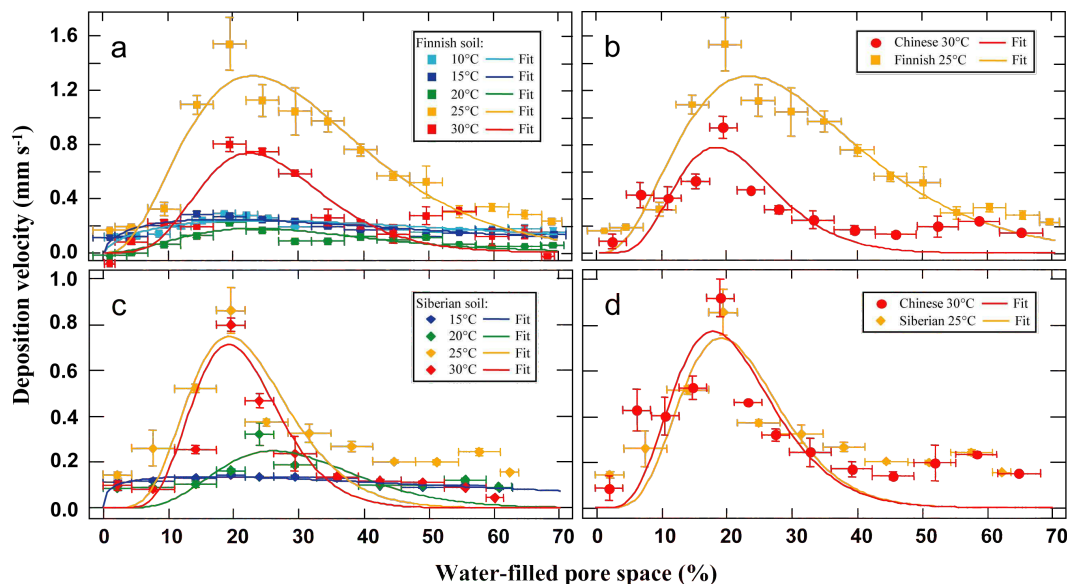 a
Finnish soil:
10°C Fit
15°C Fit
20°C Fit
25°C Fit
30°C Fit
1.6
1.2
0.8
0.4
0.0
b
Chinese 30°C Fit
Finnish 25°C Fit
c
Siberian soil:
15°C Fit
20°C Fit
25°C Fit
30°C Fit
1.0
0.8
0.6
0.4
0.2
0.0
0 10 20 30 40 50 60 70
d
Chinese 30°C Fit
Siberian 25°C Fit
0 10 20 30 40 50 60 70
Deposition velocity (mm s⁻¹)
Water-filled pore space (%)